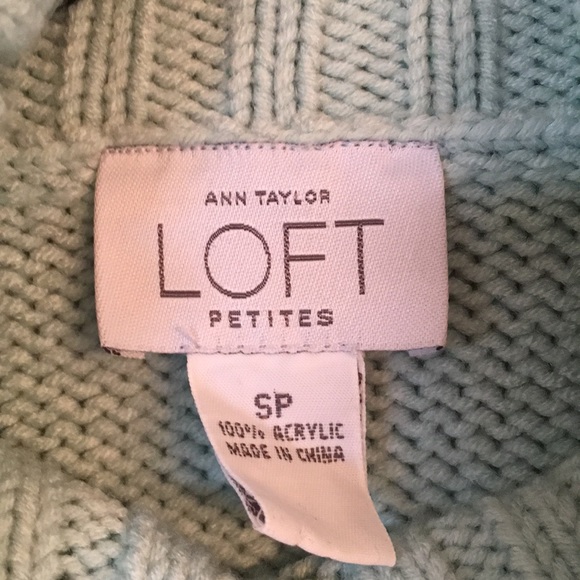 ANN TAYLOR
LOFT
PETITES
SP
100% ACRYLIC
MADE IN CHINA